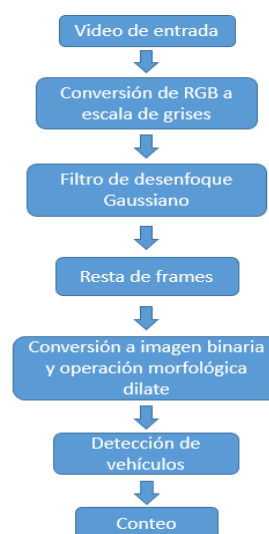 Video de entrada
Conversión de RGB a
escala de grises
Filtro de desenfoque
Gaussiano
Resta de frames
Conversión a imagen binaria
y operación morfológica
dilate
Detección de
vehículos
Conteo